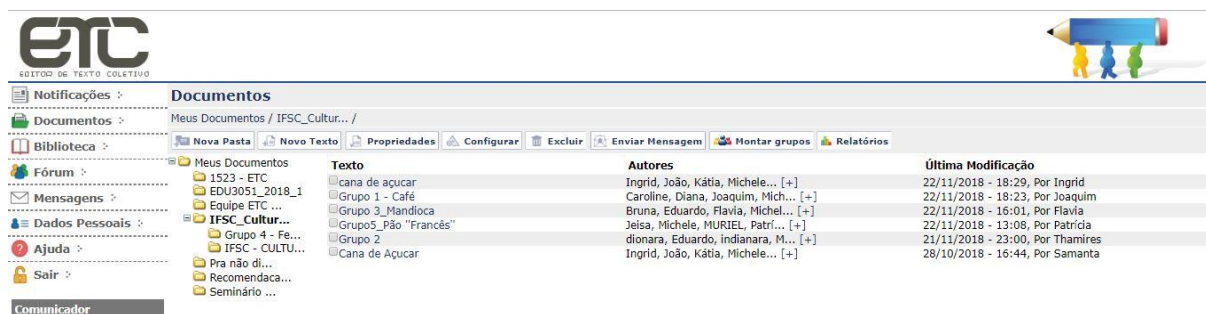 ETC
EDITOR DE TEXTO COLETIVO
Notificações
Documentos
Biblioteca
Fórum
Mensagens
Dados Pessoais
Ajuda
Sair
Comunicador
Documentos
Meus Documentos / IFSC_Cultur... /
Nova Pasta Novo Texto Propriedades Configurar Excluir Enviar Mensagem Montar grupos Relatórios
Meus Documentos
1523 - ETC
EDU3051_2018_1
Equipe ETC ...
IFSC_Cultur...
Grupo 4 - Fe...
IFSC - CULTU...
Pra não di...
Recomendaca...
Seminário ...
Texto Autores Última Modificação
cana de açucar Ingrid, João, Kátia, Michele... [+] 22/11/2018 - 18:29, Por Ingrid
Grupo 1 - Café Caroline, Diana, Joaquim, Mich... [+] 22/11/2018 - 18:23, Por Joaquim
Grupo 3_Mandioca Bruna, Eduardo, Flavia, Michel... [+] 22/11/2018 - 16:01, Por Flavia
Grupo5_Pão "Francês" Jeisa, Michele, MURIEL, Patrí... [+] 22/11/2018 - 13:08, Por Patrícia
Grupo 2 dionara, Eduardo, indianara, M... [+] 21/11/2018 - 23:00, Por Thamires
Cana de Açucar Ingrid, João, Kátia, Michele... [+] 28/10/2018 - 16:44, Por Samanta